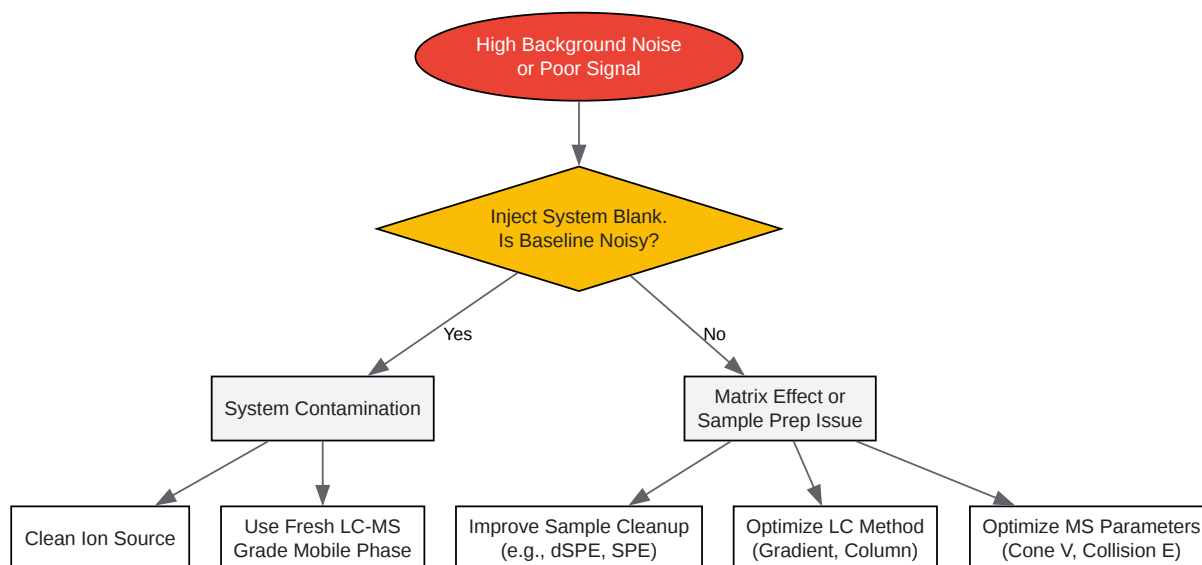 High Background Noise
or Poor Signal
Inject System Blank.
Is Baseline Noisy?
Yes
No
System Contamination
Matrix Effect or
Sample Prep Issue
Clean Ion Source
Use Fresh LC-MS
Grade Mobile Phase
Improve Sample Cleanup
(e.g., dSPE, SPE)
Optimize LC Method
(Gradient, Column)
Optimize MS Parameters
(Cone V, Collision E)